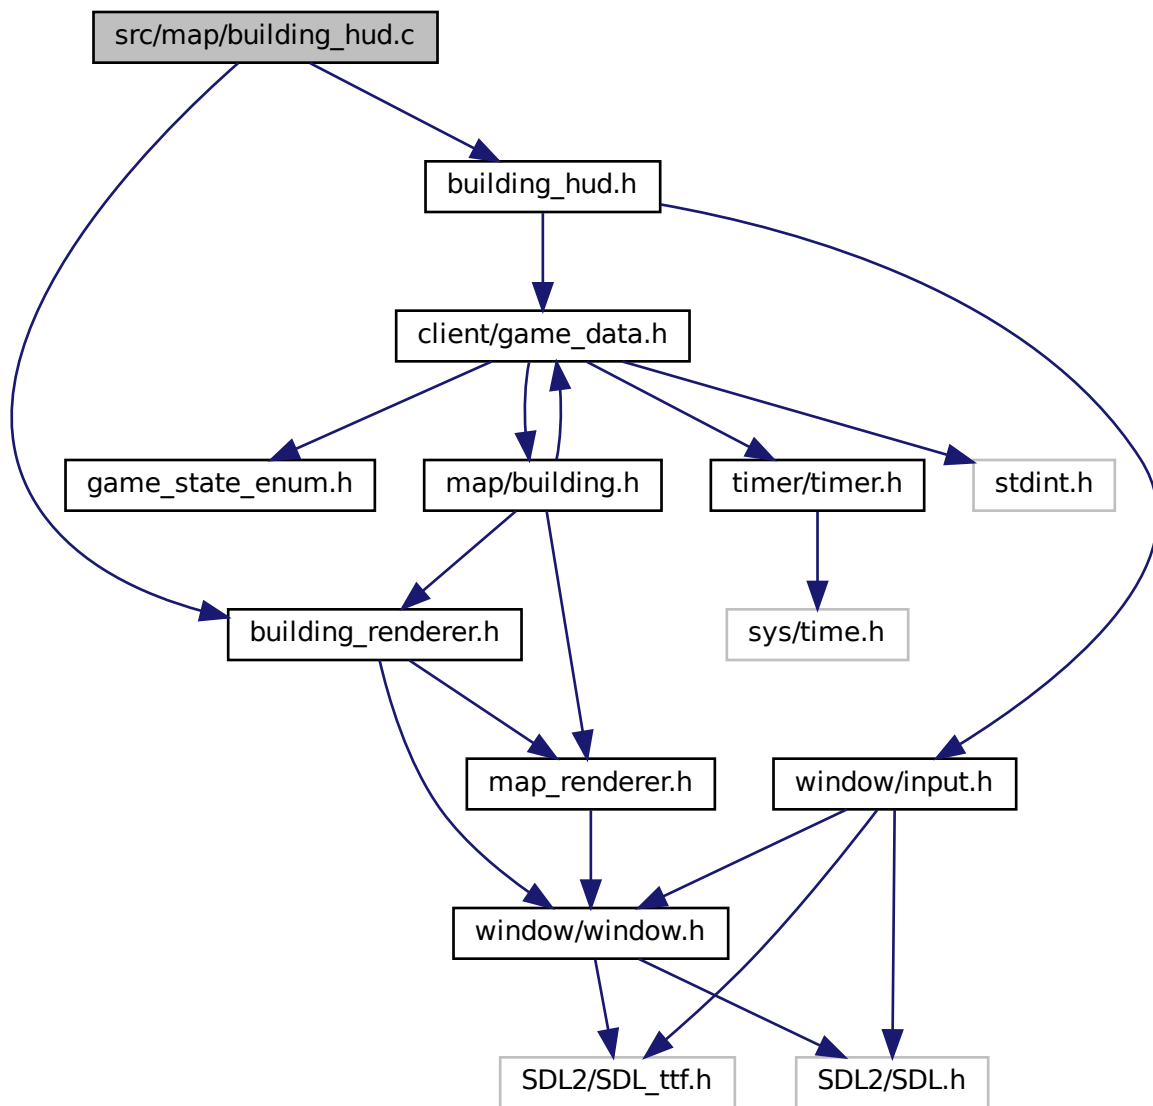 src/map/building_hud.c
building_hud.h
client/game_data.h
game_state_enum.h
map/building.h
timer/timer.h
stdint.h
building_renderer.h
sys/time.h
map_renderer.h
window/input.h
window/window.h
SDL2/SDL_ttf.h
SDL2/SDL.h